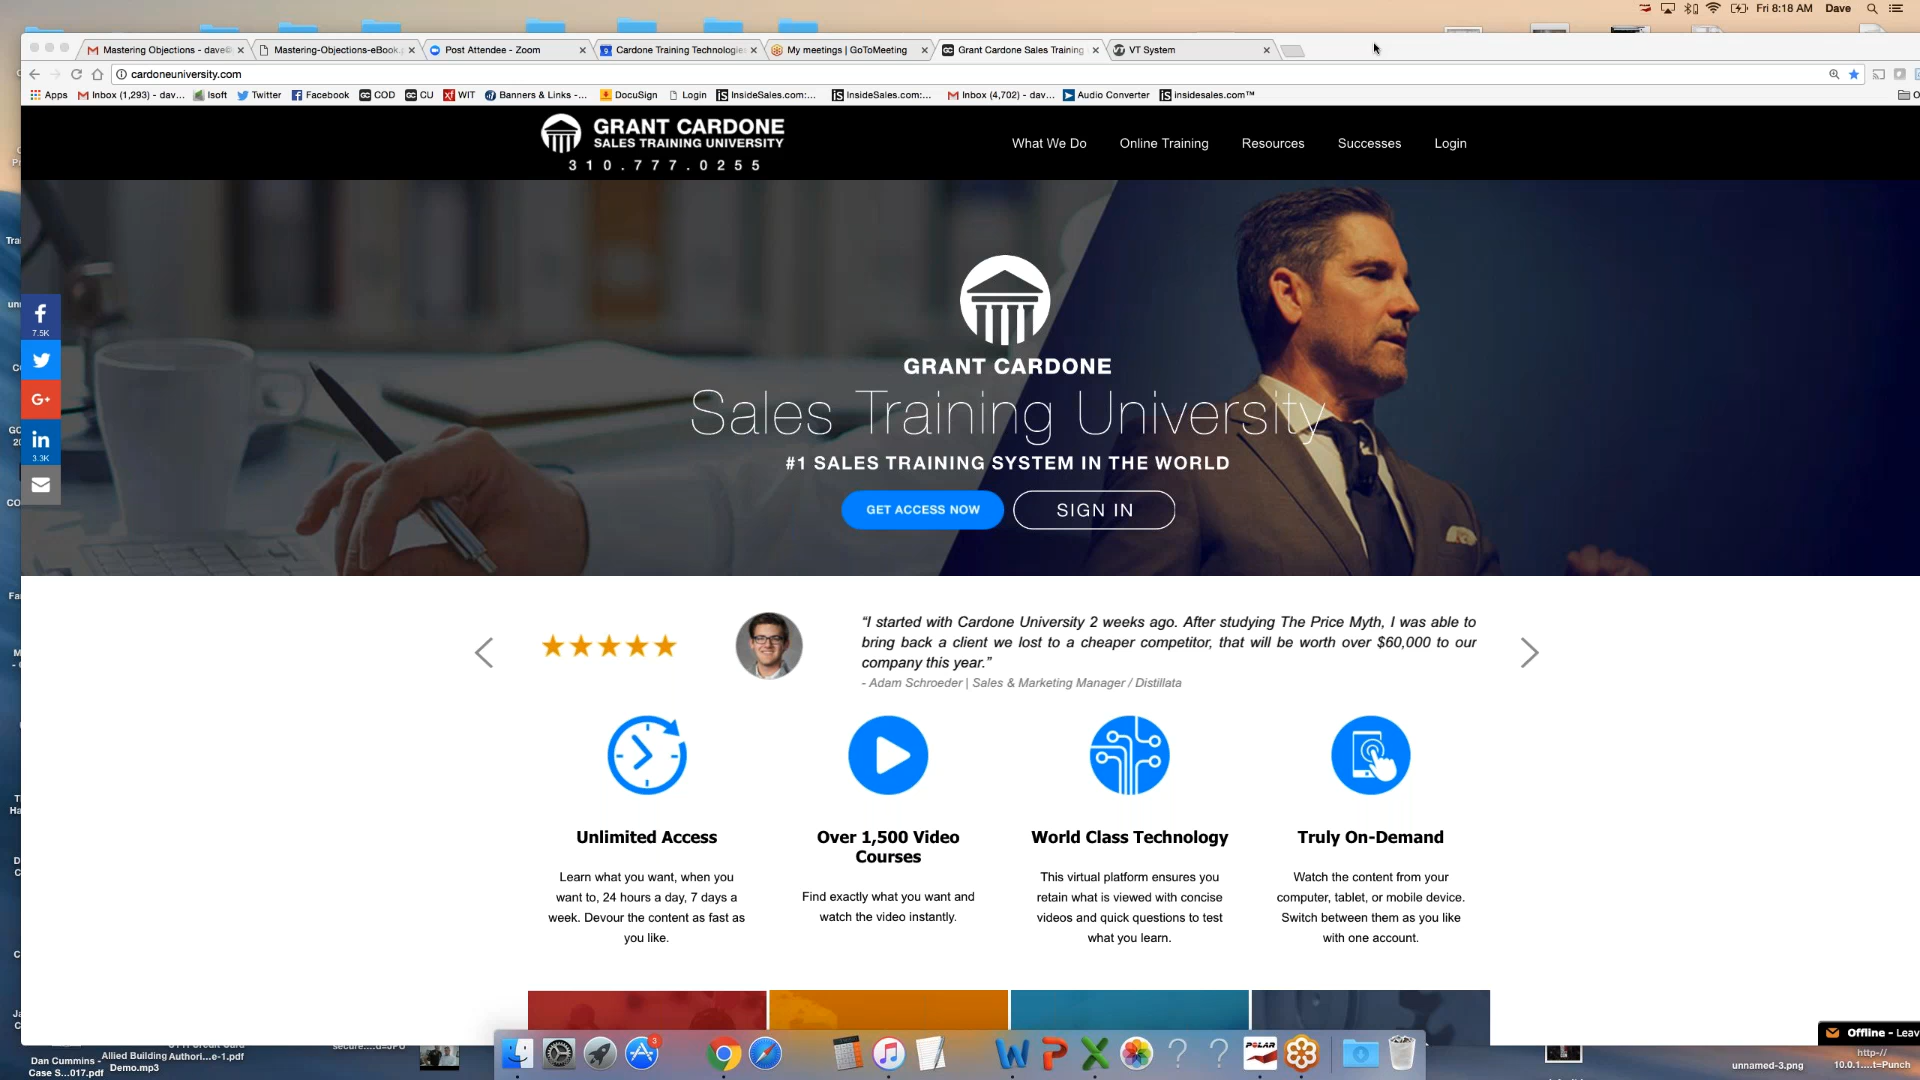 Fri 8:18 AM Dave
Mastering Objections - dave@ Mastering-Objections-eBook. Post Attendee - Zoom Cardone Training Technologie My meetings | GoToMeeting Grant Cardone Sales Training VT System
cardoneuniversity.com
Apps Inbox (1,293) - dav... Isoft Twitter Facebook COD CU WIT Banners & Links -... DocuSign Login InsideSales.com:... InsideSales.com:... Inbox (4,702) - dav... Audio Converter insidesales.com™
GRANT CARDONE
SALES TRAINING UNIVERSITY
310.777.0255
What We Do Online Training Resources Successes Login
7.5K
G+
in
3.3K
GRANT CARDONE
Sales Training University
#1 SALES TRAINING SYSTEM IN THE WORLD
GET ACCESS NOW SIGN IN
“I started with Cardone University 2 weeks ago. After studying The Price Myth, I was able to
bring back a client we lost to a cheaper competitor, that will be worth over $60,000 to our
company this year.”
- Adam Schroeder | Sales & Marketing Manager / Distillata
Unlimited Access
Learn what you want, when you
want to, 24 hours a day, 7 days a
week. Devour the content as fast as
you like.
Over 1,500 Video
Courses
Find exactly what you want and
watch the video instantly.
World Class Technology
This virtual platform ensures you
retain what is viewed with concise
videos and quick questions to test
what you learn.
Truly On-Demand
Watch the content from your
computer, tablet, or mobile device.
Switch between them as you like
with one account.
Offline - Leav
3
POLAR
Dan Cummins -
Case S...017.pdf
Allied Building
Demo.mp3
Authori...e-1.pdf
unnamed-3.png
http-//
10.0.1....t=Punch